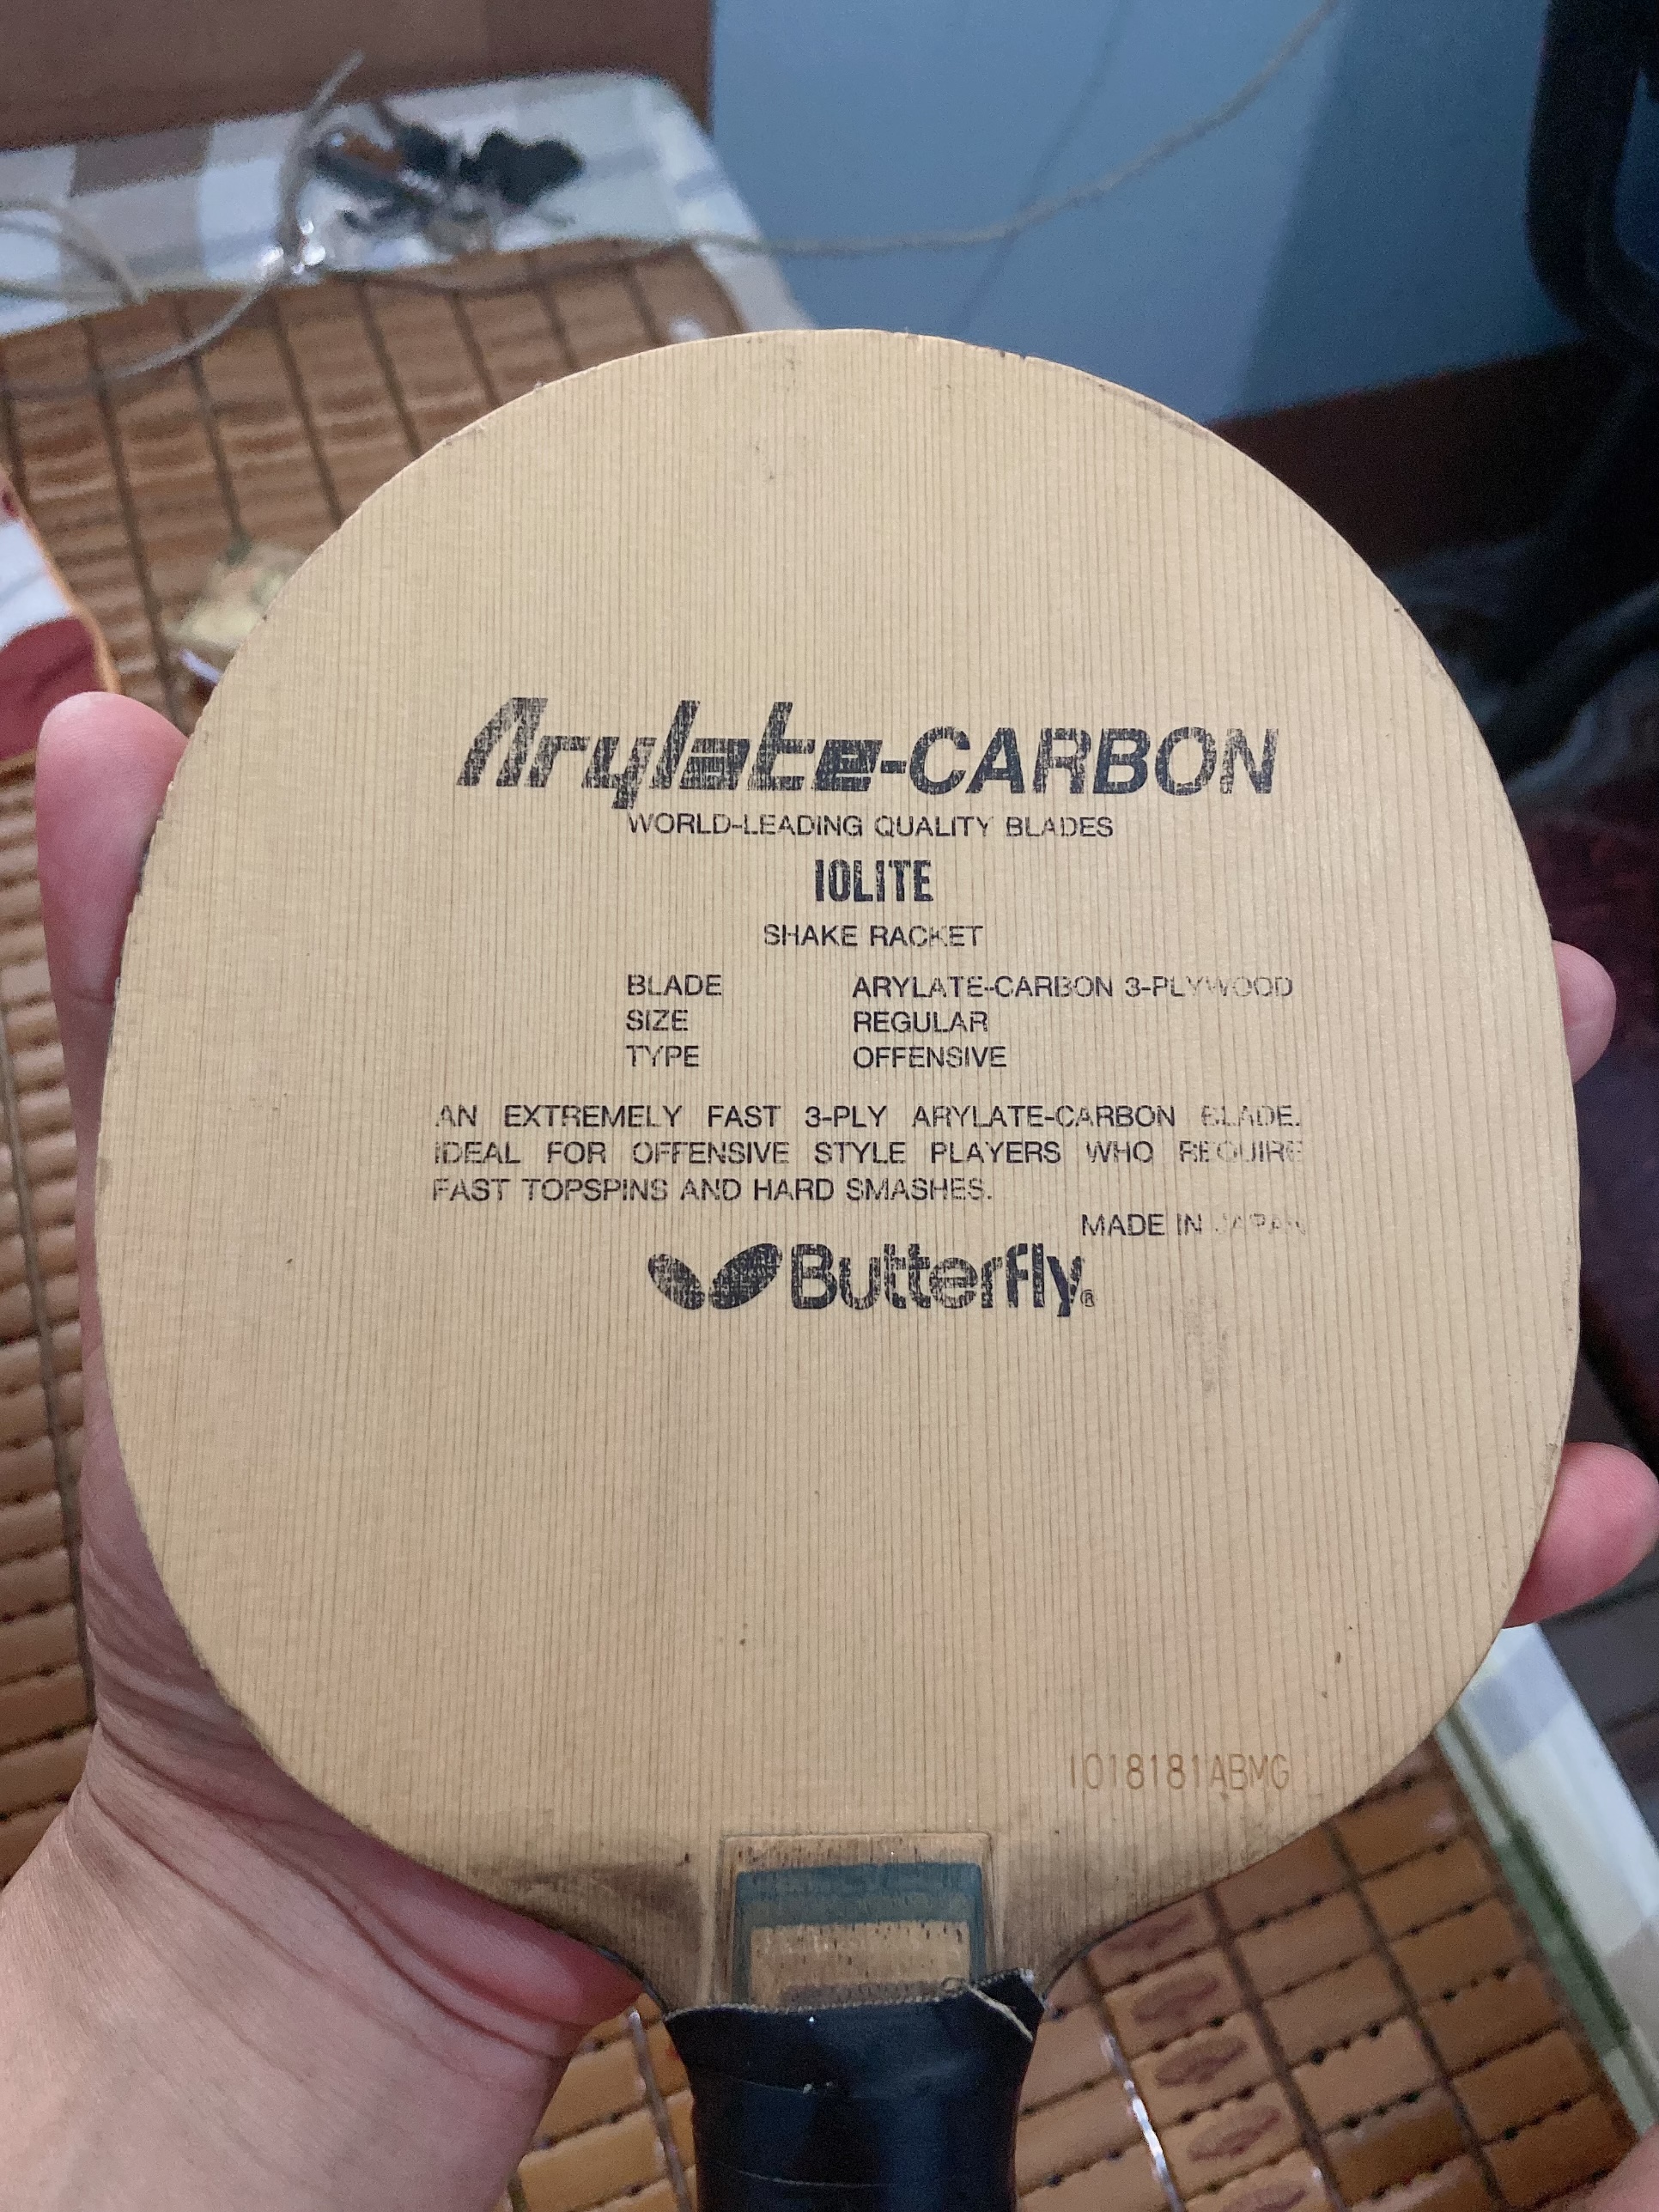 Arylate-CARBON
WORLD-LEADING QUALITY BLADES
IOLITE
SHAKE RACKET
BLADE ARYLATE-CARBON 3-PLYWOOD
SIZE REGULAR
TYPE OFFENSIVE
AN EXTREMELY FAST 3-PLY ARYLATE-CARBON BLADE.
IDEAL FOR OFFENSIVE STYLE PLAYERS WHO REQUIRE
FAST TOPSPINS AND HARD SMASHES.
MADE IN JAPAN
Butterfly®
1018181ABMG